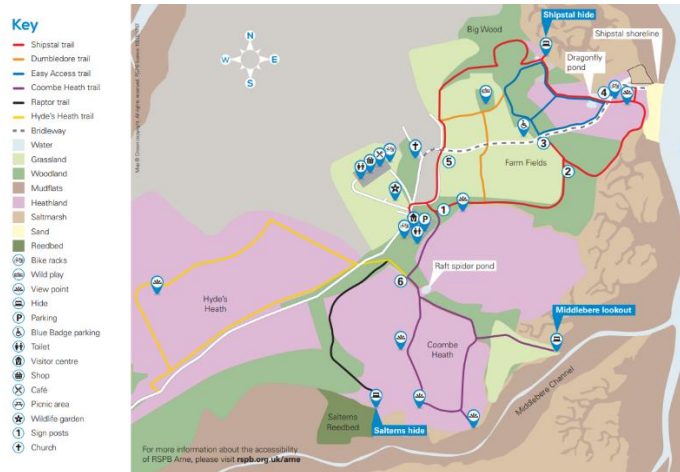 Key
Shipstal trail
Dumbledore trail
Easy Access trail
Coombe Heath trail
Raptor trail
Hyde's Heath trail
Bridleway
Water
Grassland
Woodland
Mudflats
Heathland
Saltmarsh
Sand
Reedbed
Bike racks
Wild play
View point
Hide
P Parking
Blue Badge parking
Toilet
Visitor centre
Shop
Café
Picnic area
Wildlife garden
1 Sign posts
Church
N
W E
S
Big Wood
Shipstal hide
Shipstal shoreline
Dragonfly
pond
4
3
5
Farm Fields
2
1
P
6
Raft spider pond
Hyde's
Heath
Middlebere lookout
Coombe
Heath
Middlebere Channel
Salterns
Reedbed
Salterns hide
For more information about the accessibility
of RSPB Arne, please visit rspb.org.uk/arne